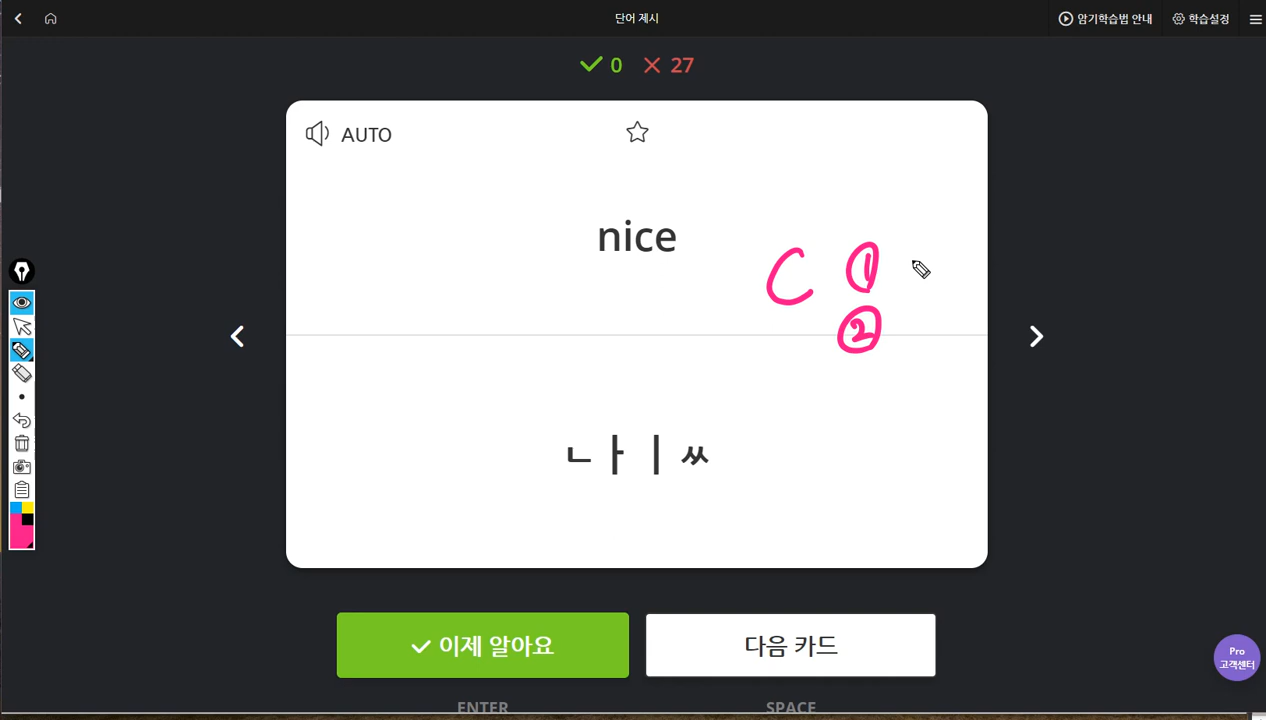 단어 제시
암기학습법 안내
학습설정
0 27
AUTO
nice
C ①
②
ㄴ ㅏ ㅣ ㅆ
이제 알아요
다음 카드
ENTER
SPACE
Pro
고객센터